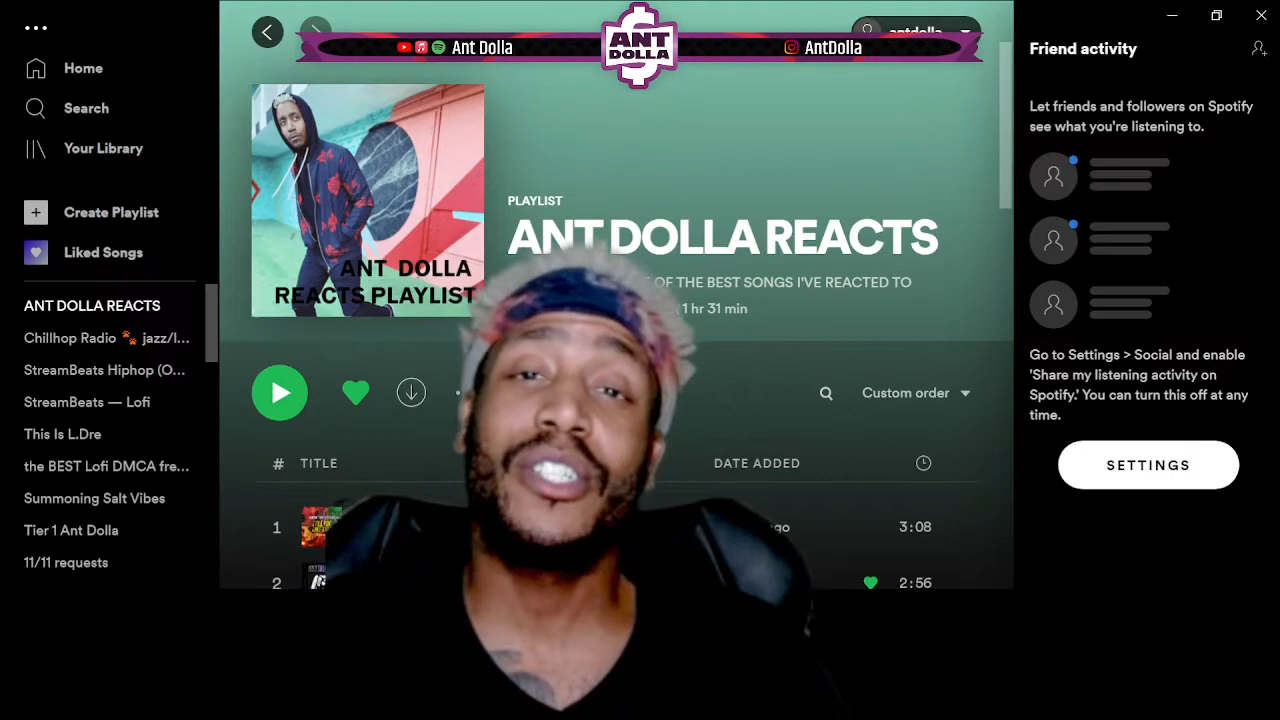 Home
Search
Your Library
Create Playlist
Liked Songs
ANT DOLLA REACTS
Chillhop Radio 🐾 jazz/l...
StreamBeats Hiphop (O...
StreamBeats — Lofi
This Is L.Dre
the BEST Lofi DMCA fre...
Summoning Salt Vibes
Tier 1 Ant Dolla
11/11 requests
Ant Dolla
ANT
DOLLA
AntDolla
antdolla
ANT DOLLA
REACTS PLAYLIST
PLAYLIST
ANT DOLLA REACTS
OF THE BEST SONGS I'VE REACTED TO
1 hr 31 min
Custom order
# TITLE DATE ADDED
1 3:08
2 2:56
Friend activity
Let friends and followers on Spotify
see what you're listening to.
Go to Settings > Social and enable
'Share my listening activity on
Spotify.' You can turn this off at any
time.
SETTINGS